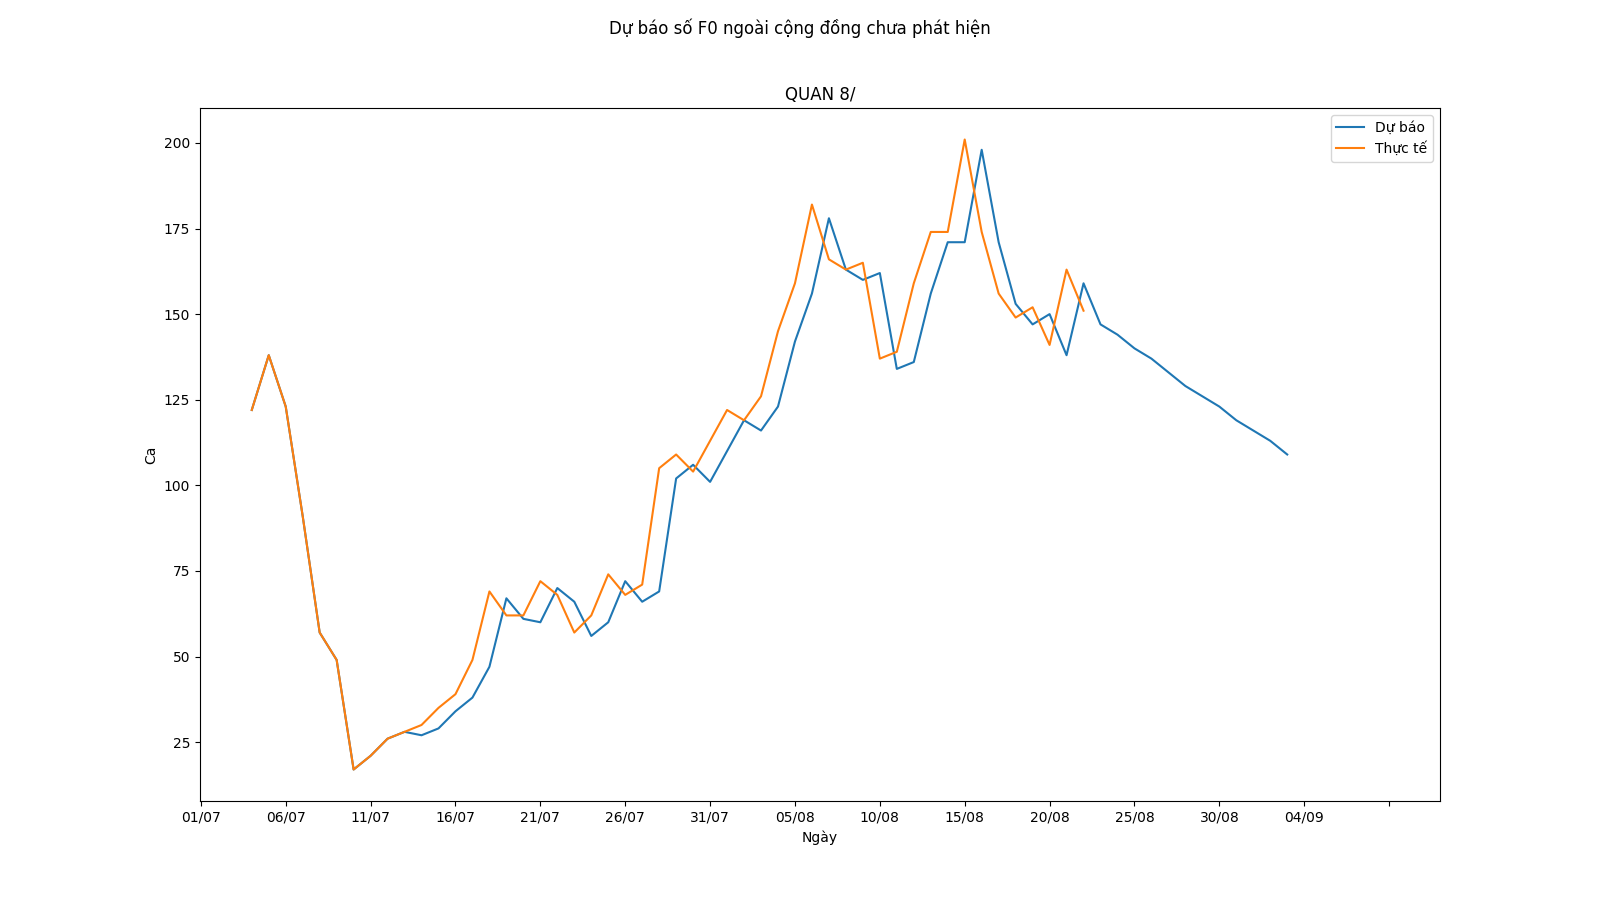 Dự báo số F0 ngoài cộng đồng chưa phát hiện
QUAN 8/
Dự báo
Thực tế
200
175
150
125
100
75
50
25
Ca
01/07 06/07 11/07 16/07 21/07 26/07 31/07 05/08 10/08 15/08 20/08 25/08 30/08 04/09
Ngày